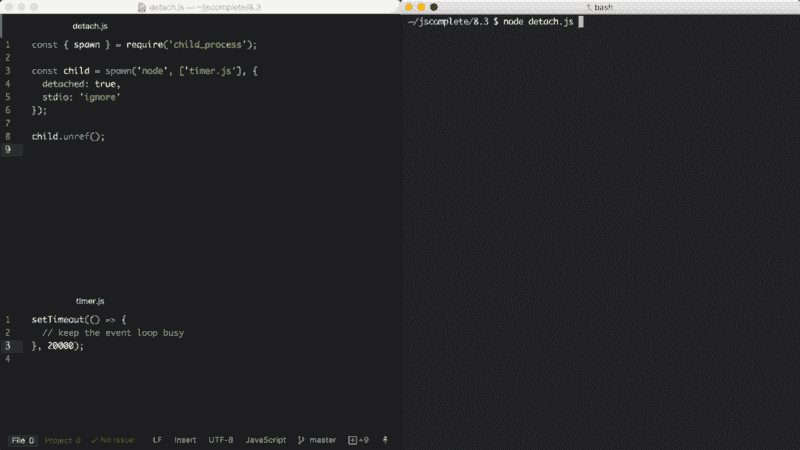 detach.js — ~/jscomplete/8.3
detach.js
1 const { spawn } = require('child_process');
2
3 const child = spawn('node', ['timer.js'], {
4 detached: true,
5 stdio: 'ignore'
6 });
7
8 child.unref();
9
timer.js
1 setTimeout(() => {
2 // keep the event loop busy
3 }, 20000);
4
File 0 Project 0 ✓ No Issue LF Insert UTF-8 JavaScript master +9
1. bash
~/jscomplete/8.3 $ node detach.js